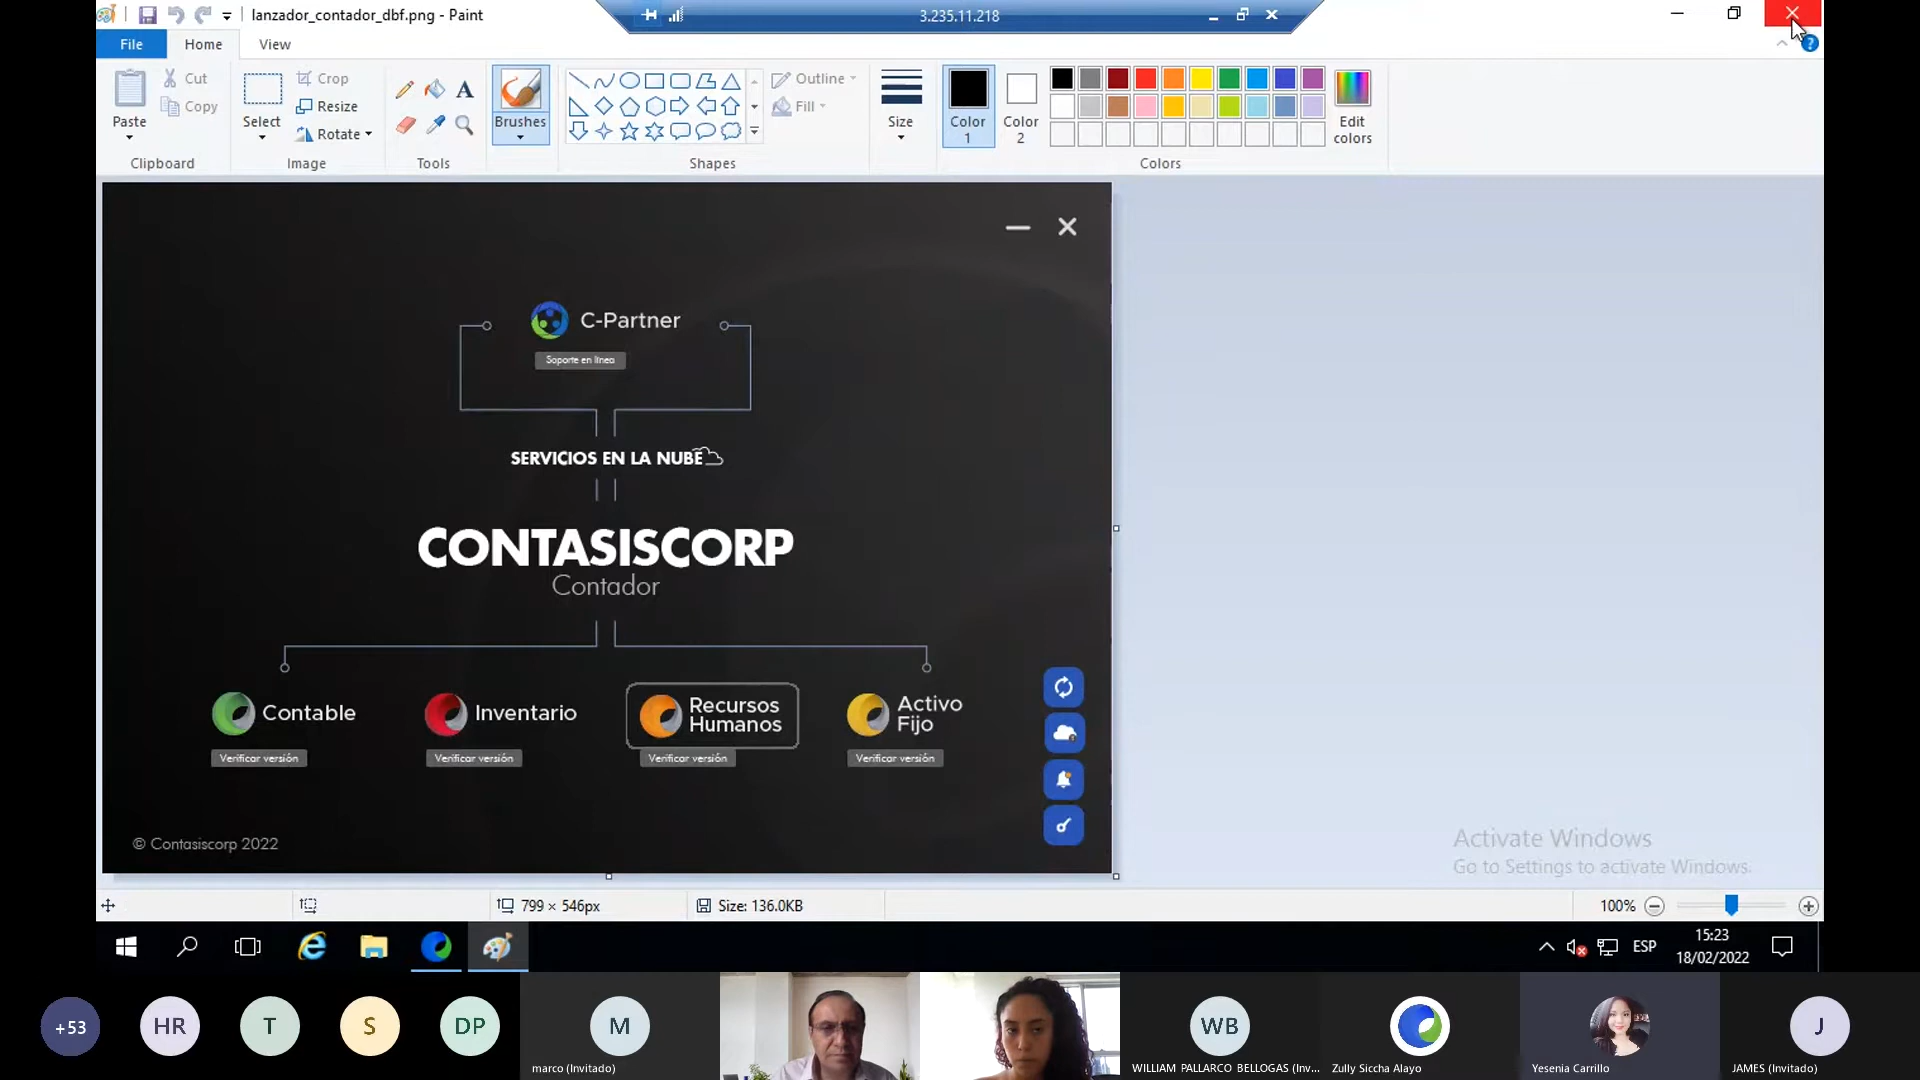 lanzador_contador_dbf.png - Paint
3.235.11.218
File
Home
View
Paste
Cut
Copy
Clipboard
Select
Crop
Resize
Rotate
Image
A
Tools
Brushes
Outline
Fill
Shapes
Size
Color 1
Color 2
Edit colors
Colors
C-Partner
Soporte en línea
SERVICIOS EN LA NUBE
CONTASISCORP
Contador
Contable
Verificar versión
Inventario
Verificar versión
Recursos
Humanos
Verificar versión
Activo
Fijo
Verificar versión
© Contasiscorp 2022
Activate Windows
Go to Settings to activate Windows.
799 × 546px
Size: 136.0KB
100%
ESP
15:23
18/02/2022
+53
HR
T
S
DP
M
marco (Invitado)
WB
WILLIAM PALLARCO BELLOGAS (Inv...
Zully Siccha Alayo
Yesenia Carrillo
J
JAMES (Invitado)